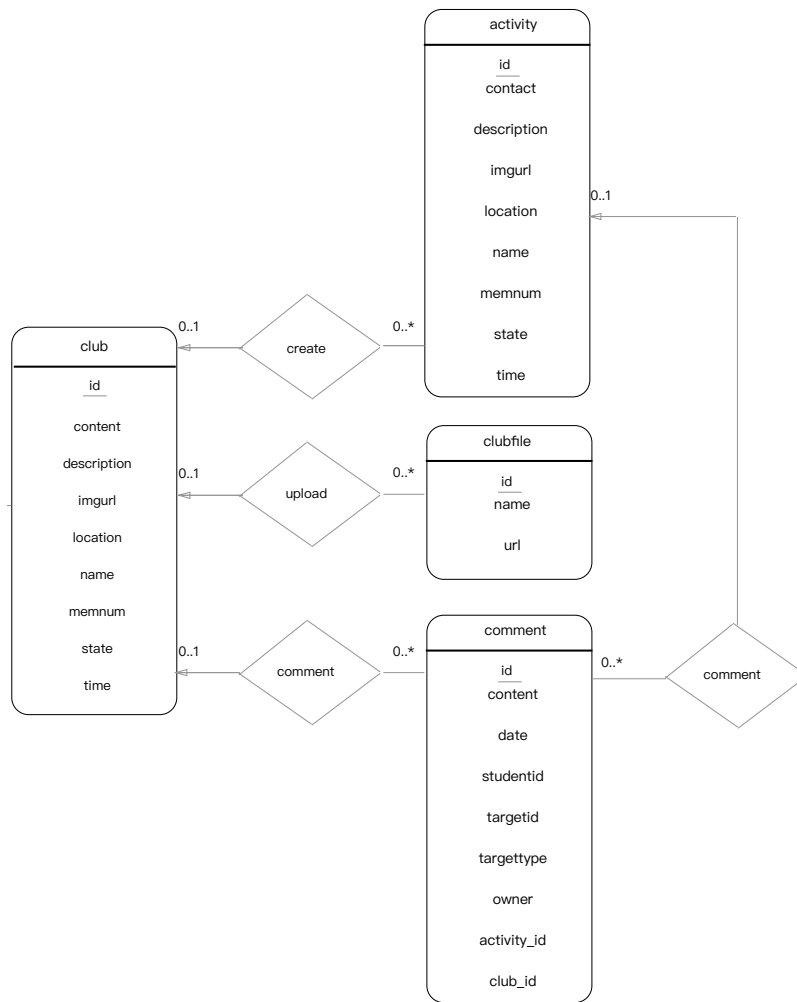 activity
id
contact
description
imgurl
location
name
memnum
state
time
0..1
0..1
create
0..*
club
id
content
description
imgurl
location
name
memnum
state
time
0..1
upload
0..*
clubfile
id
name
url
0..1
comment
0..*
comment
id
content
date
studentid
targetid
targettype
owner
activity_id
club_id
0..*
comment